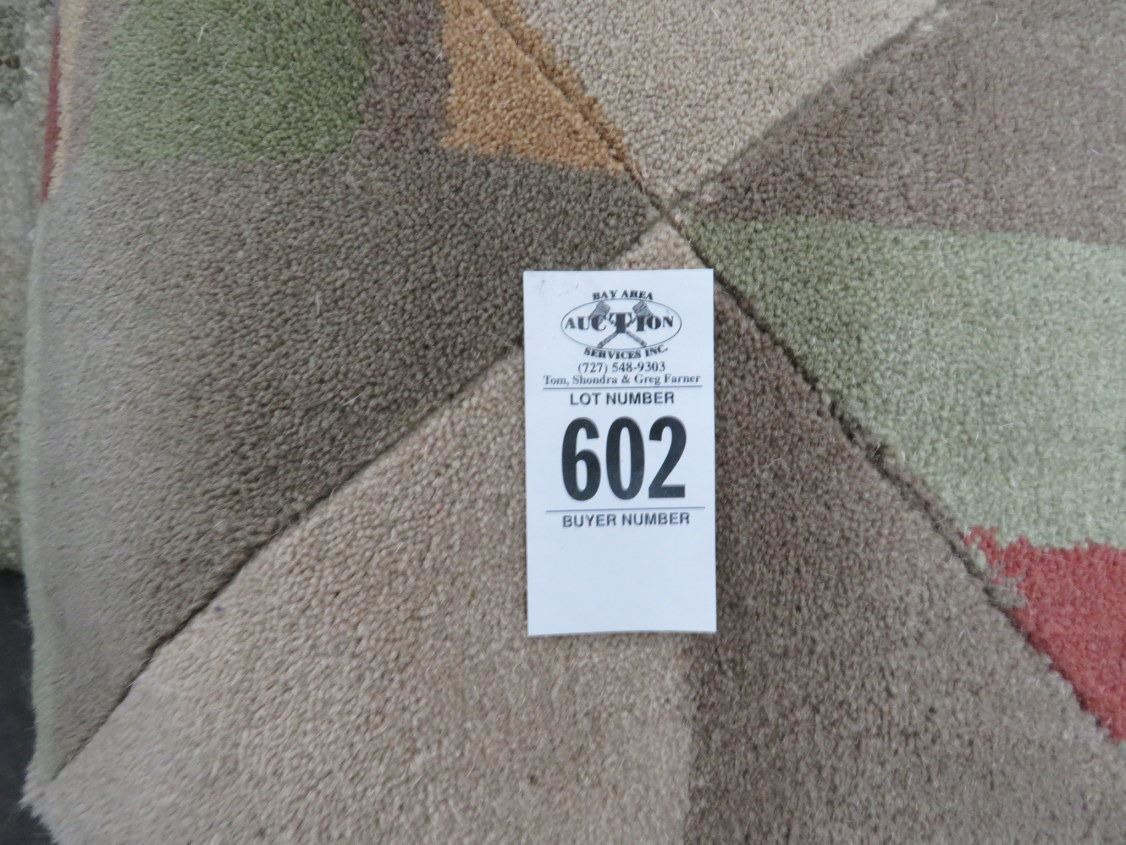 BAY AREA
AUCTION
SERVICES INC.
(727) 548-9303
Tom, Shondra & Greg Farner
LOT NUMBER
602
BUYER NUMBER